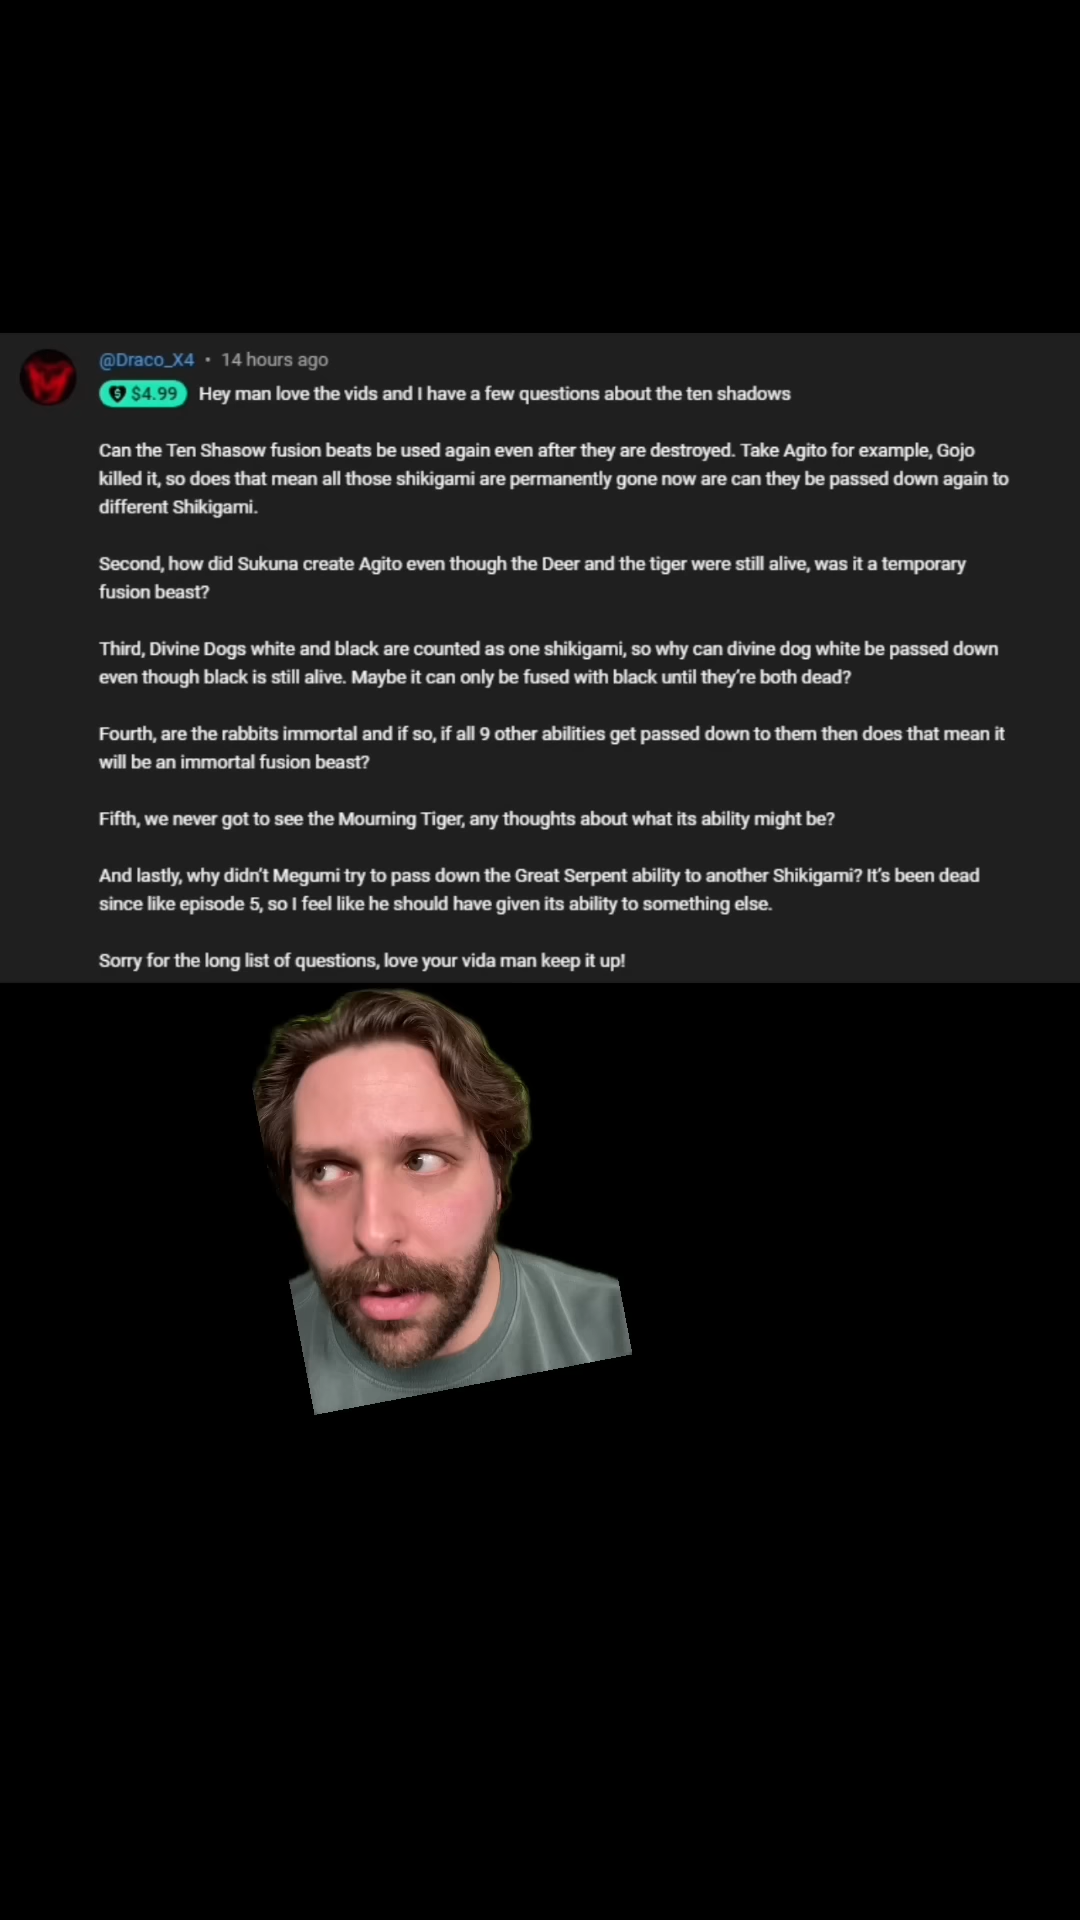 @Draco_X4 • 14 hours ago
$4.99 Hey man love the vids and I have a few questions about the ten shadows
Can the Ten Shasow fusion beats be used again even after they are destroyed. Take Agito for example, Gojo
killed it, so does that mean all those shikigami are permanently gone now are can they be passed down again to
different Shikigami.
Second, how did Sukuna create Agito even though the Deer and the tiger were still alive, was it a temporary
fusion beast?
Third, Divine Dogs white and black are counted as one shikigami, so why can divine dog white be passed down
even though black is still alive. Maybe it can only be fused with black until they’re both dead?
Fourth, are the rabbits immortal and if so, if all 9 other abilities get passed down to them then does that mean it
will be an immortal fusion beast?
Fifth, we never got to see the Mourning Tiger, any thoughts about what its ability might be?
And lastly, why didn’t Megumi try to pass down the Great Serpent ability to another Shikigami? It’s been dead
since like episode 5, so I feel like he should have given its ability to something else.
Sorry for the long list of questions, love your vida man keep it up!